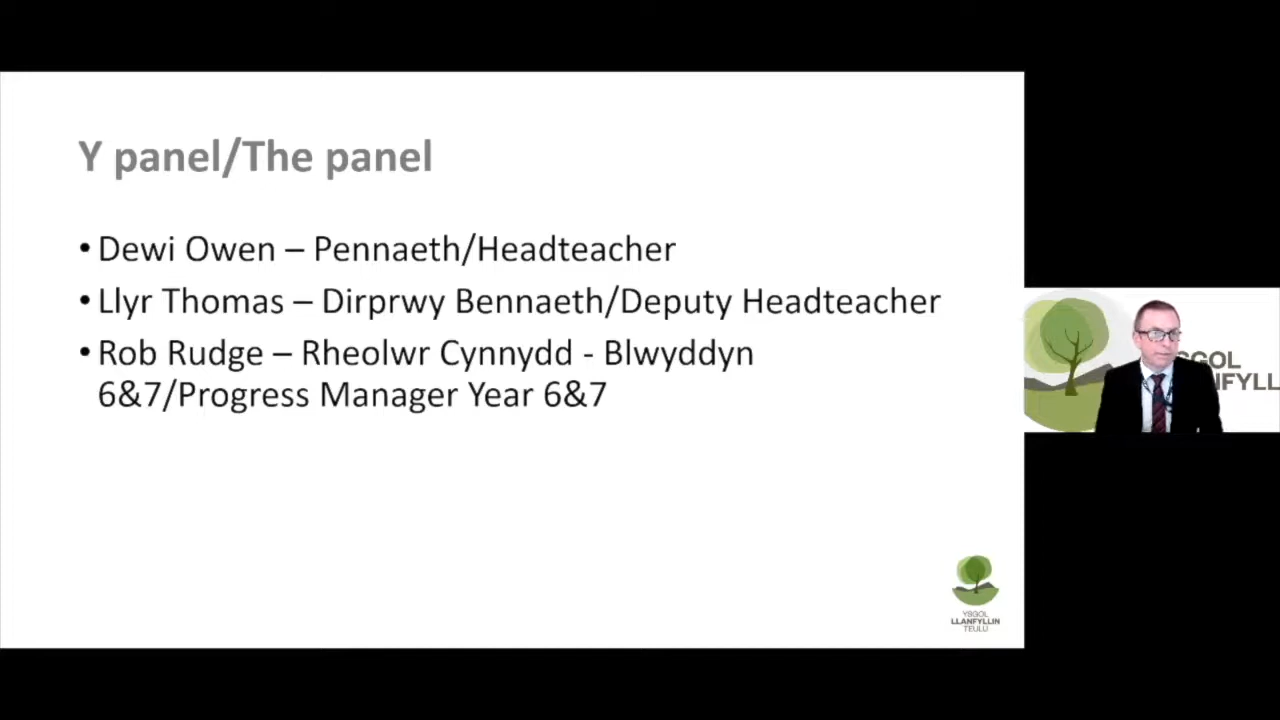 Y panel/The panel
• Dewi Owen – Pennaeth/Headteacher
• Llyr Thomas – Dirprwy Bennaeth/Deputy Headteacher
• Rob Rudge – Rheolwr Cynnydd - Blwyddyn
6&7/Progress Manager Year 6&7
YSGOL
LLANFYLLIN
TEULU